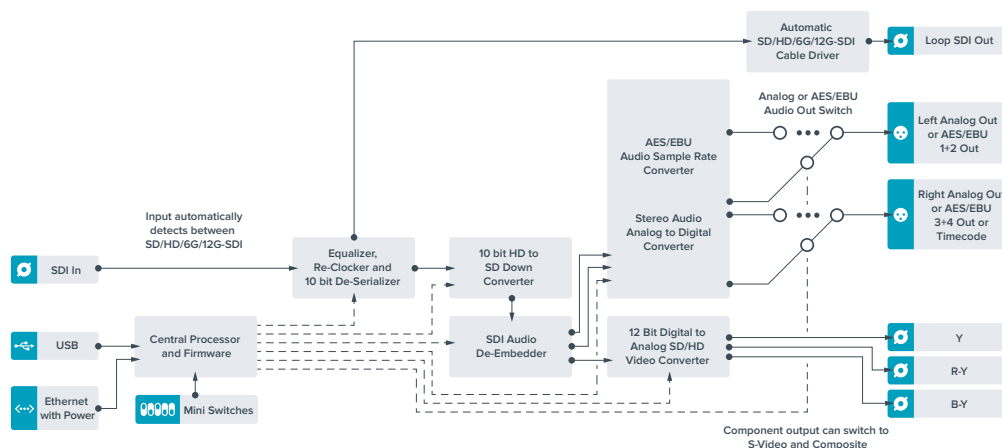 Automatic
SD/HD/6G/12G-SDI
Cable Driver
Loop SDI Out
Analog or AES/EBU
Audio Out Switch
AES/EBU
Audio Sample Rate
Converter
Left Analog Out
or AES/EBU
1+2 Out
Stereo Audio
Analog to Digital
Converter
Right Analog Out
or AES/EBU
3+4 Out or
Timecode
Input automatically
detects between
SD/HD/6G/12G-SDI
SDI In
Equalizer,
Re-Clocker and
10 bit De-Serializer
10 bit HD to
SD Down
Converter
USB
Central Processor
and Firmware
SDI Audio
De-Embedder
12 Bit Digital to
Analog SD/HD
Video Converter
Y
R-Y
B-Y
Ethernet
with Power
Mini Switches
Component output can switch to
S-Video and Composite